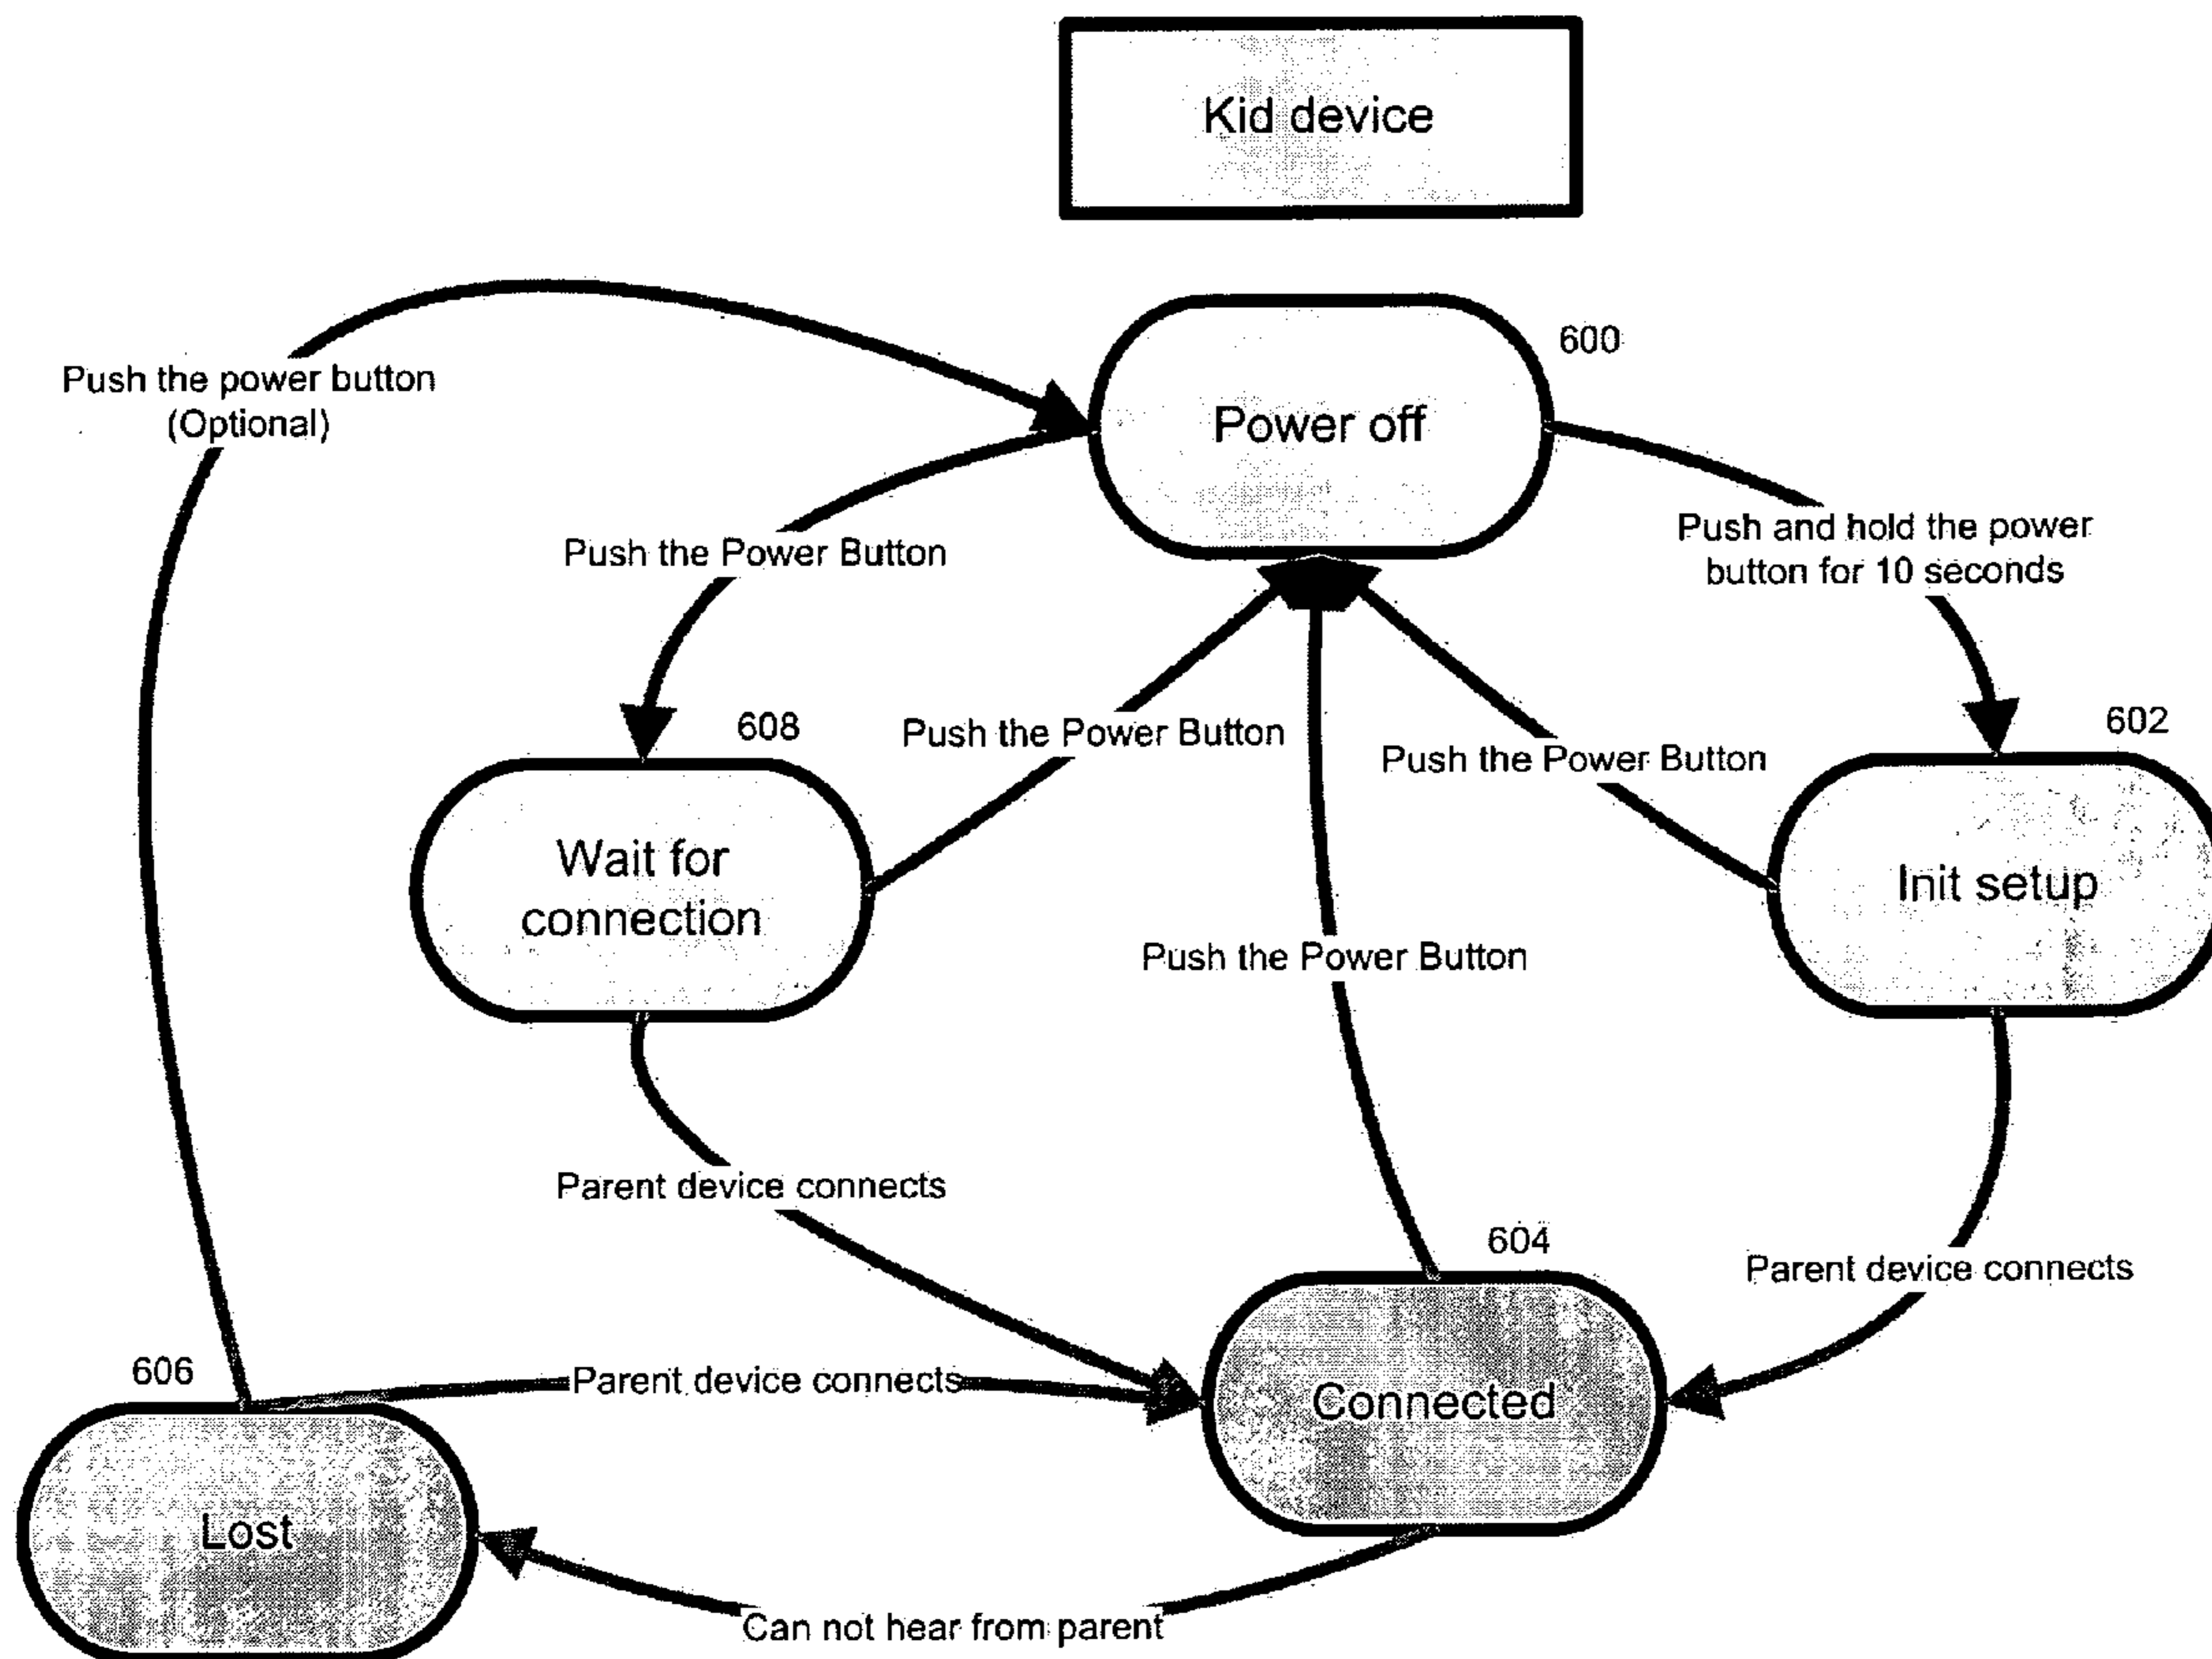 Kid device
600
Push the power button
(Optional)
Power off
Push and hold the power
button for 10 seconds
Push the Power Button
608
602
Push the Power Button
Push the Power Button
Wait for
connection
Init setup
Push the Power Button
Parent device connects
604
Parent device connects
606
Parent device connects
Connected
Lost
Can not hear from parent